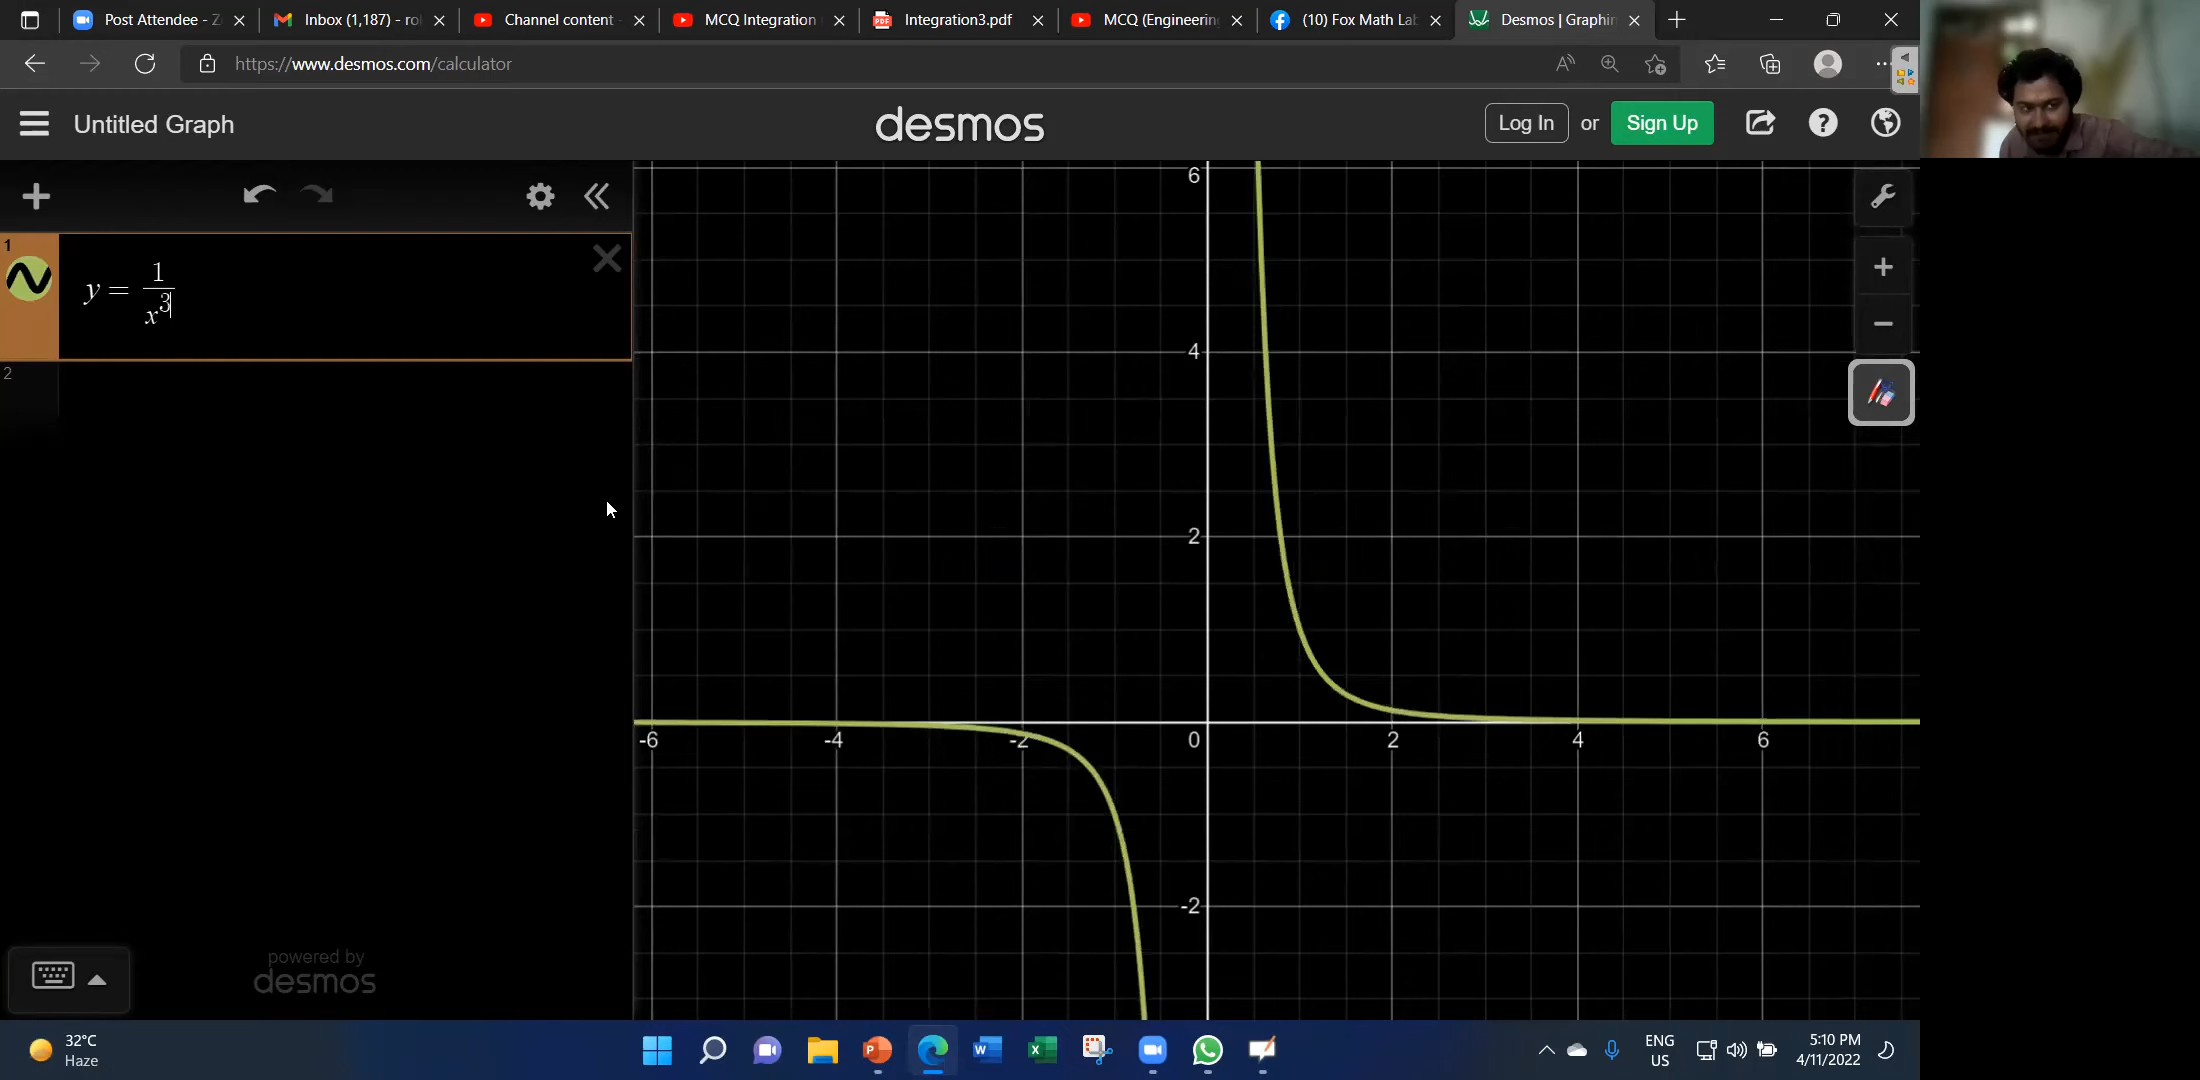 Post Attendee - Z
Inbox (1,187) - ro
Channel content
MCQ Integration
Integration3.pdf
MCQ (Engineerin
(10) Fox Math La
Desmos | Graphin
https://www.desmos.com/calculator
Untitled Graph
desmos
Log In or Sign Up
1
y = 1/x^3
2
6
4
2
-6 -4 -2 0 2 4 6
-2
powered by
desmos
32°C
Haze
ENG
US
5:10 PM
4/11/2022